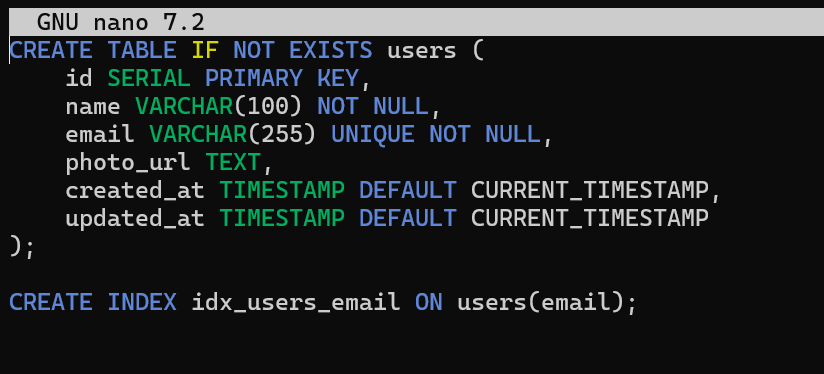 GNU nano 7.2
CREATE TABLE IF NOT EXISTS users (
    id SERIAL PRIMARY KEY,
    name VARCHAR(100) NOT NULL,
    email VARCHAR(255) UNIQUE NOT NULL,
    photo_url TEXT,
    created_at TIMESTAMP DEFAULT CURRENT_TIMESTAMP,
    updated_at TIMESTAMP DEFAULT CURRENT_TIMESTAMP
);

CREATE INDEX idx_users_email ON users(email);